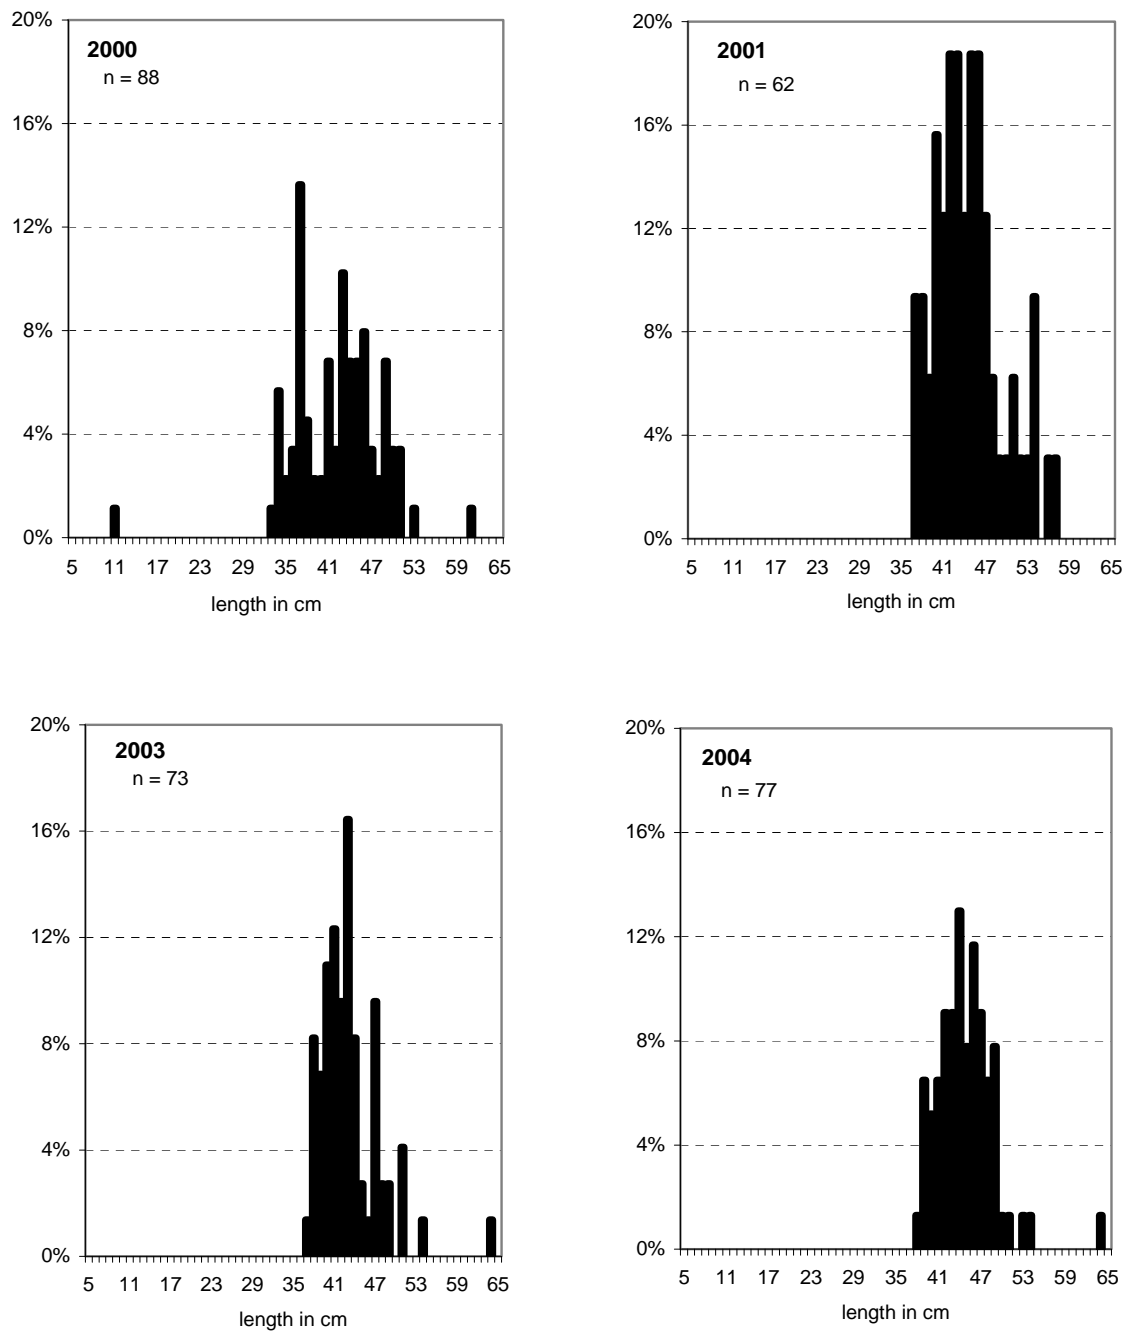 20%
2000
n = 88
16%
12%
8%
4%
0%
5 11 17 23 29 35 41 47 53 59 65
length in cm
20%
2001
n = 62
16%
12%
8%
4%
0%
5 11 17 23 29 35 41 47 53 59 65
length in cm
20%
2003
n = 73
16%
12%
8%
4%
0%
5 11 17 23 29 35 41 47 53 59 65
length in cm
20%
2004
n = 77
16%
12%
8%
4%
0%
5 11 17 23 29 35 41 47 53 59 65
length in cm